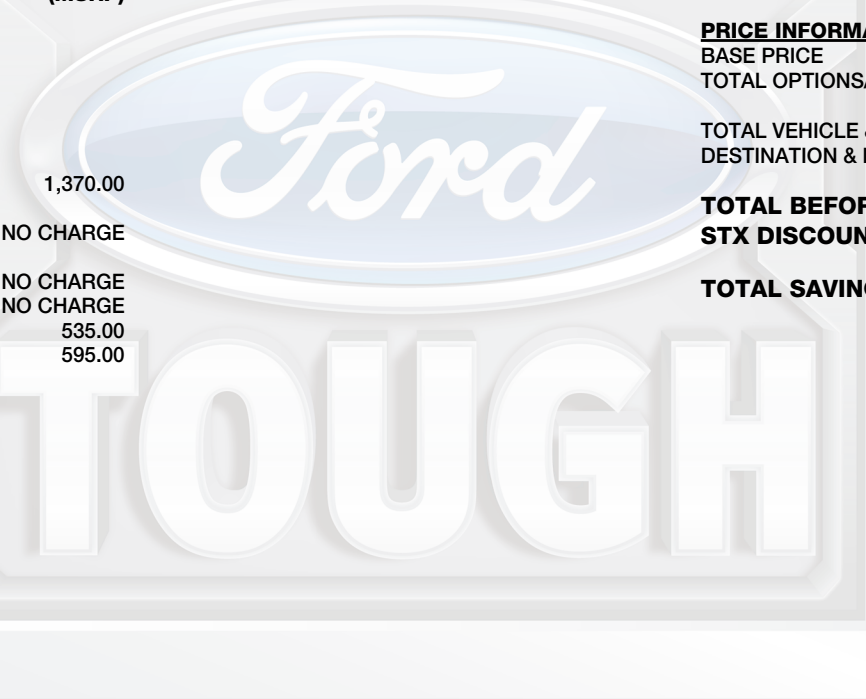 1,370.00
NO CHARGE
NO CHARGE
NO CHARGE
535.00
595.00
PRICE INFORM
BASE PRICE
TOTAL OPTIONS
TOTAL VEHICLE
DESTINATION &
TOTAL BEFOR
STX DISCOUN
TOTAL SAVIN
Ford
TOUGH